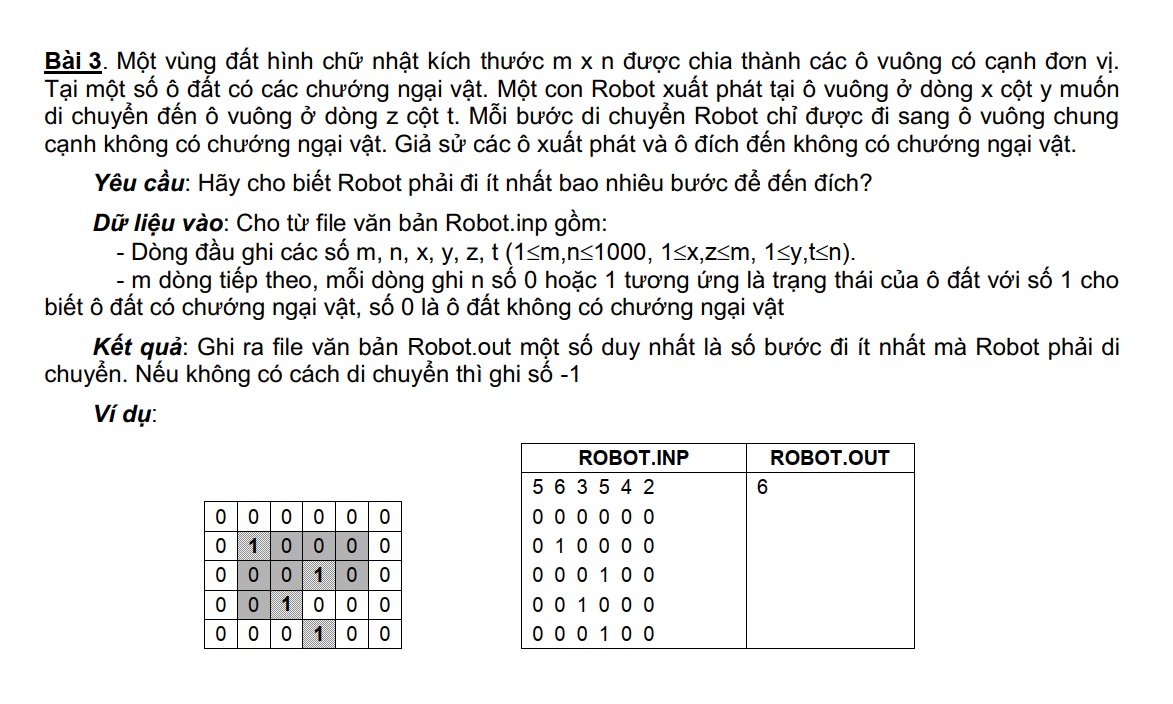 Bài 3. Một vùng đất hình chữ nhật kích thước m x n được chia thành các ô vuông có cạnh đơn vị.
Tại một số ô đất có các chướng ngại vật. Một con Robot xuất phát tại ô vuông ở dòng x cột y muốn
di chuyển đến ô vuông ở dòng z cột t. Mỗi bước di chuyển Robot chỉ được đi sang ô vuông chung
cạnh không có chướng ngại vật. Giả sử các ô xuất phát và ô đích đến không có chướng ngại vật.
Yêu cầu: Hãy cho biết Robot phải đi ít nhất bao nhiêu bước để đến đích?
Dữ liệu vào: Cho từ file văn bản Robot.inp gồm:
- Dòng đầu ghi các số m, n, x, y, z, t (1≤m,n≤1000, 1≤x,z≤m, 1≤y,t≤n).
- m dòng tiếp theo, mỗi dòng ghi n số 0 hoặc 1 tương ứng là trạng thái của ô đất với số 1 cho
biết ô đất có chướng ngại vật, số 0 là ô đất không có chướng ngại vật
Kết quả: Ghi ra file văn bản Robot.out một số duy nhất là số bước đi ít nhất mà Robot phải di
chuyển. Nếu không có cách di chuyển thì ghi số -1
Ví dụ:
0 0 0 0 0 0
0 1 0 0 0 0
0 0 0 1 0 0
0 0 1 0 0 0
0 0 0 1 0 0
ROBOT.INP ROBOT.OUT
5 6 3 5 4 2 6
0 0 0 0 0 0
0 1 0 0 0 0
0 0 0 1 0 0
0 0 1 0 0 0
0 0 0 1 0 0